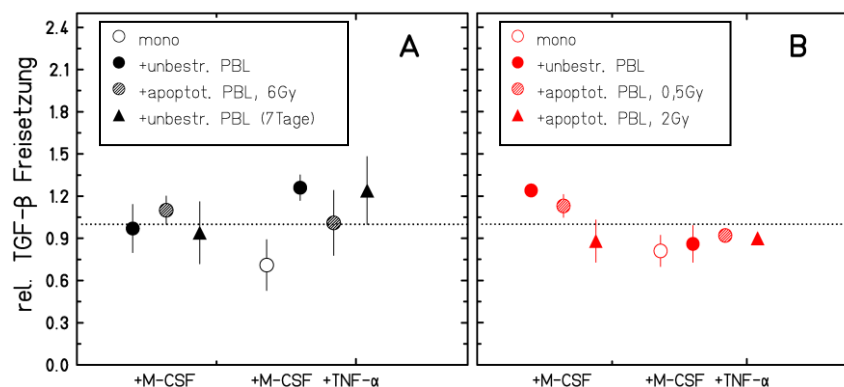 rel. TGF-β Freisetzung
2.4
2.1
1.8
1.5
1.2
0.9
0.6
0.3
0.0
A
mono
+unbestr. PBL
+apoptot. PBL, 6Gy
+unbestr. PBL (7Tage)
+M-CSF
+M-CSF +TNF-α
B
mono
+unbestr. PBL
+apoptot. PBL, 0,5Gy
+apoptot. PBL, 2Gy
+M-CSF
+M-CSF +TNF-α